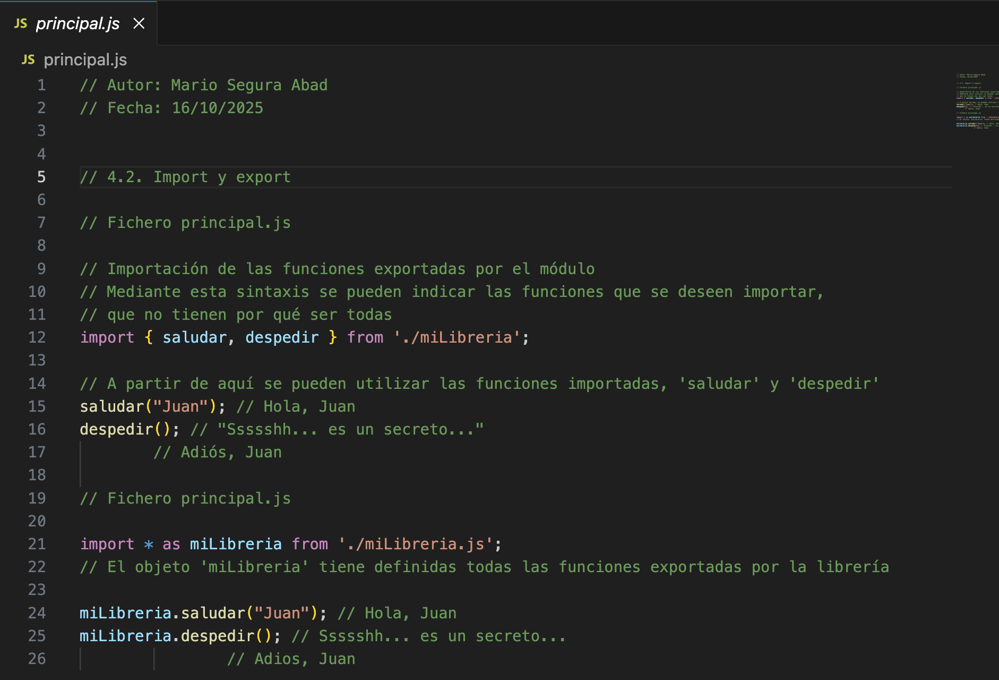 JS principal.js
JS principal.js
1 // Autor: Mario Segura Abad
2 // Fecha: 16/10/2025
3
4
5 // 4.2. Import y export
6
7 // Fichero principal.js
8
9 // Importación de las funciones exportadas por el módulo
10 // Mediante esta sintaxis se pueden indicar las funciones que se deseen importar,
11 // que no tienen por qué ser todas
12 import { saludar, despedir } from './miLibreria';
13
14 // A partir de aquí se pueden utilizar las funciones importadas, 'saludar' y 'despedir'
15 saludar("Juan"); // Hola, Juan
16 despedir(); // "Ssssshh... es un secreto..."
17         // Adiós, Juan
18
19 // Fichero principal.js
20
21 import * as miLibreria from './miLibreria.js';
22 // El objeto 'miLibreria' tiene definidas todas las funciones exportadas por la librería
23
24 miLibreria.saludar("Juan"); // Hola, Juan
25 miLibreria.despedir(); // Ssssshh... es un secreto...
26                 // Adios, Juan